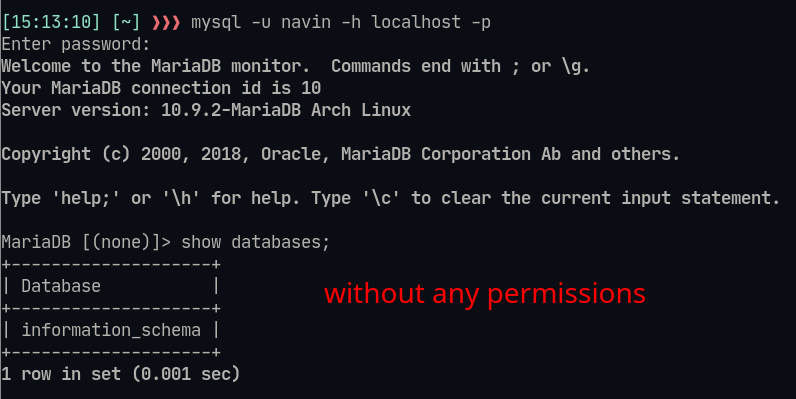 [15:13:10] [~] ❯❯❯ mysql -u navin -h localhost -p
Enter password:
Welcome to the MariaDB monitor.  Commands end with ; or \g.
Your MariaDB connection id is 10
Server version: 10.9.2-MariaDB Arch Linux

Copyright (c) 2000, 2018, Oracle, MariaDB Corporation Ab and others.

Type 'help;' or '\h' for help. Type '\c' to clear the current input statement.

MariaDB [(none)]> show databases;
+--------------------+
| Database           |
+--------------------+
| information_schema |
+--------------------+
1 row in set (0.001 sec)
without any permissions